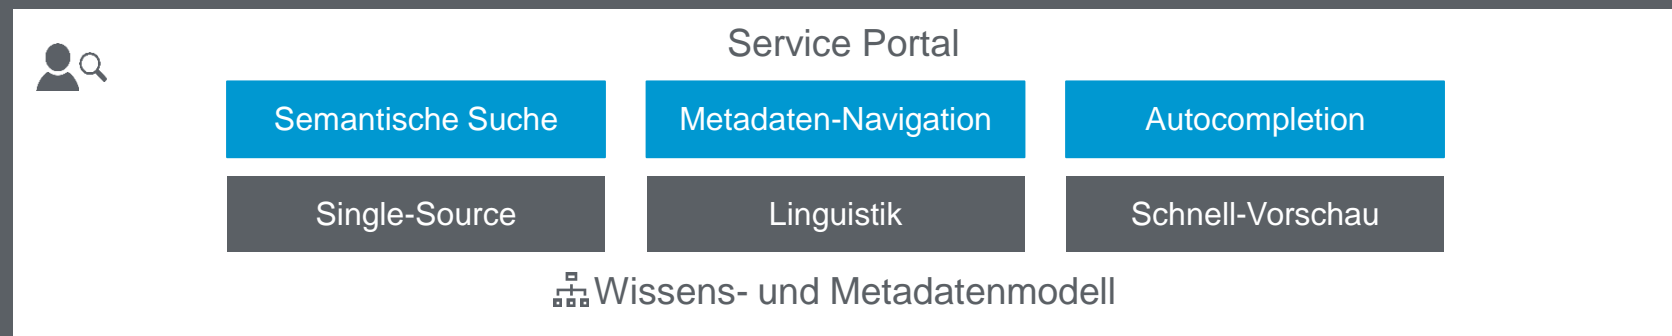 Service Portal
Semantische Suche
Metadaten-Navigation
Autocompletion
Single-Source
Linguistik
Schnell-Vorschau
Wissens- und Metadatenmodell